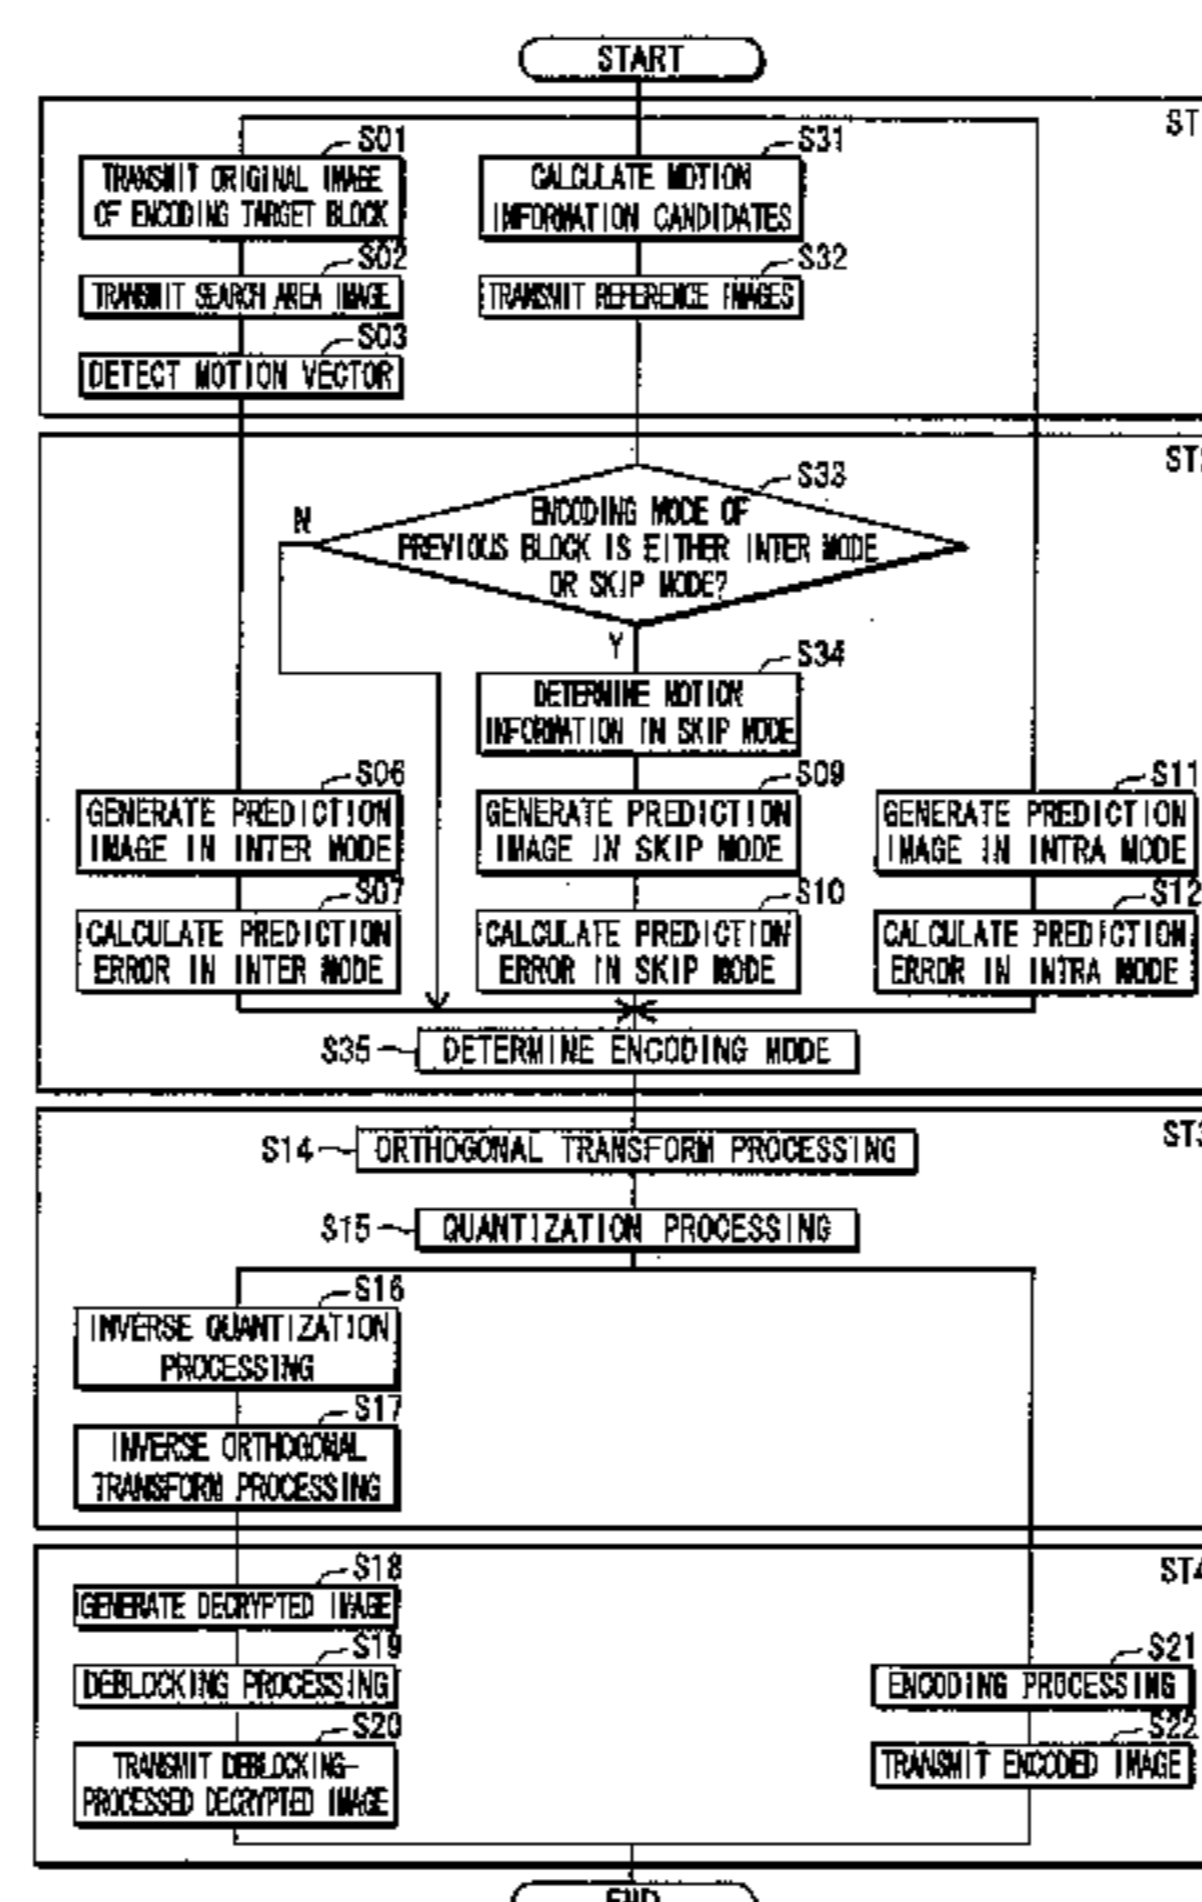 START
ST
S01
TRANSMIT ORIGINAL IMAGE
OF ENCODING TARGET BLOCK
S02
TRANSMIT SEARCH AREA IMAGE
S03
DETECT MOTION VECTOR
S31
CALCULATE MOTION
INFORMATION CANDIDATES
S32
TRANSMIT REFERENCE IMAGES
ST2
S33
ENCODING MODE OF
PREVIOUS BLOCK IS EITHER INTER MODE
OR SKIP MODE?
N
Y
S34
DETERMINE MOTION
INFORMATION IN SKIP MODE
S06
GENERATE PREDICTION
IMAGE IN INTER MODE
S07
CALCULATE PREDICTION
ERROR IN INTER MODE
S09
GENERATE PREDICTION
IMAGE IN SKIP MODE
S10
CALCULATE PREDICTION
ERROR IN SKIP MODE
S11
GENERATE PREDICTION
IMAGE IN INTRA MODE
S12
CALCULATE PREDICTION
ERROR IN INTRA MODE
S35
DETERMINE ENCODING MODE
ST3
S14
ORTHOGONAL TRANSFORM PROCESSING
S15
QUANTIZATION PROCESSING
S16
INVERSE QUANTIZATION
PROCESSING
S17
INVERSE ORTHOGONAL
TRANSFORM PROCESSING
ST4
S18
GENERATE DECRYPTED IMAGE
S19
DEBLOCKING PROCESSING
S20
TRANSMIT DEBLOCKING-
PROCESSED DECRYPTED IMAGE
S21
ENCODING PROCESSING
S22
TRANSMIT ENCODED IMAGE
END